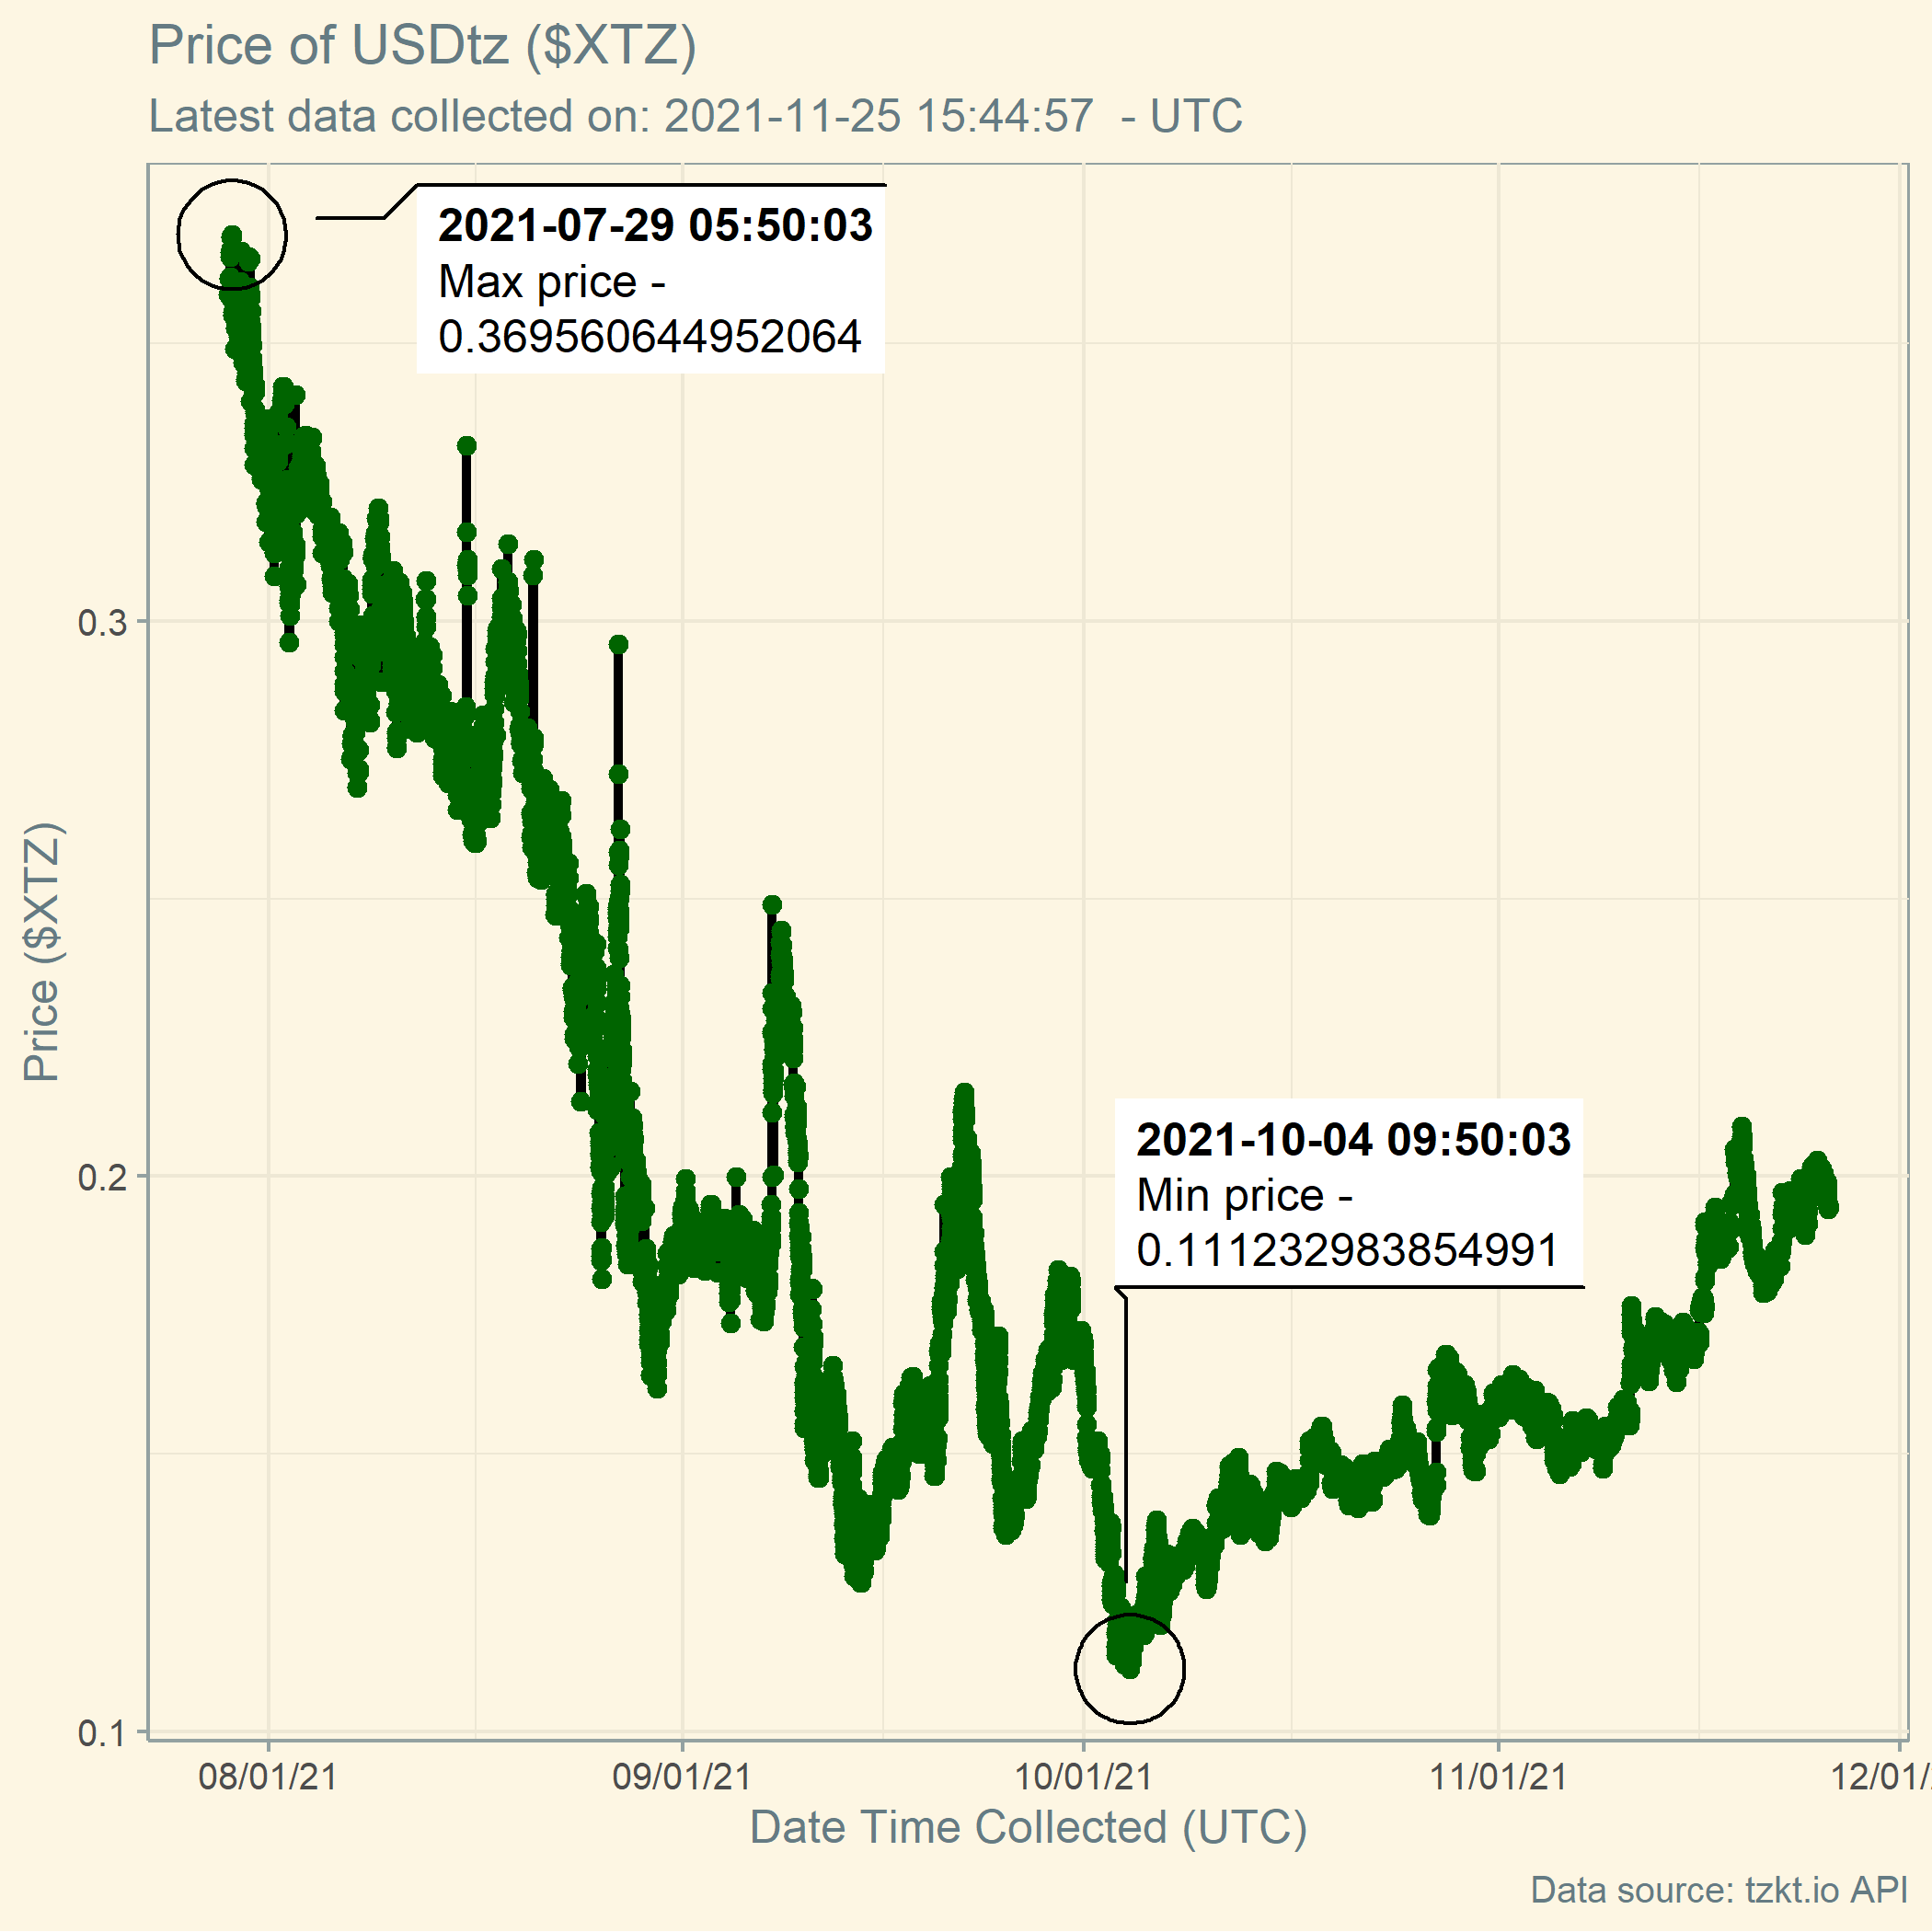 Price of USDtz ($XTZ)
Latest data collected on: 2021-11-25 15:44:57  - UTC
2021-07-29 05:50:03
Max price -
0.369560644952064
0.3
Price ($XTZ)
2021-10-04 09:50:03
Min price -
0.111232983854991
0.2
0.1
08/01/21
09/01/21
10/01/21
11/01/21
12/01/
Date Time Collected (UTC)
Data source: tzkt.io API